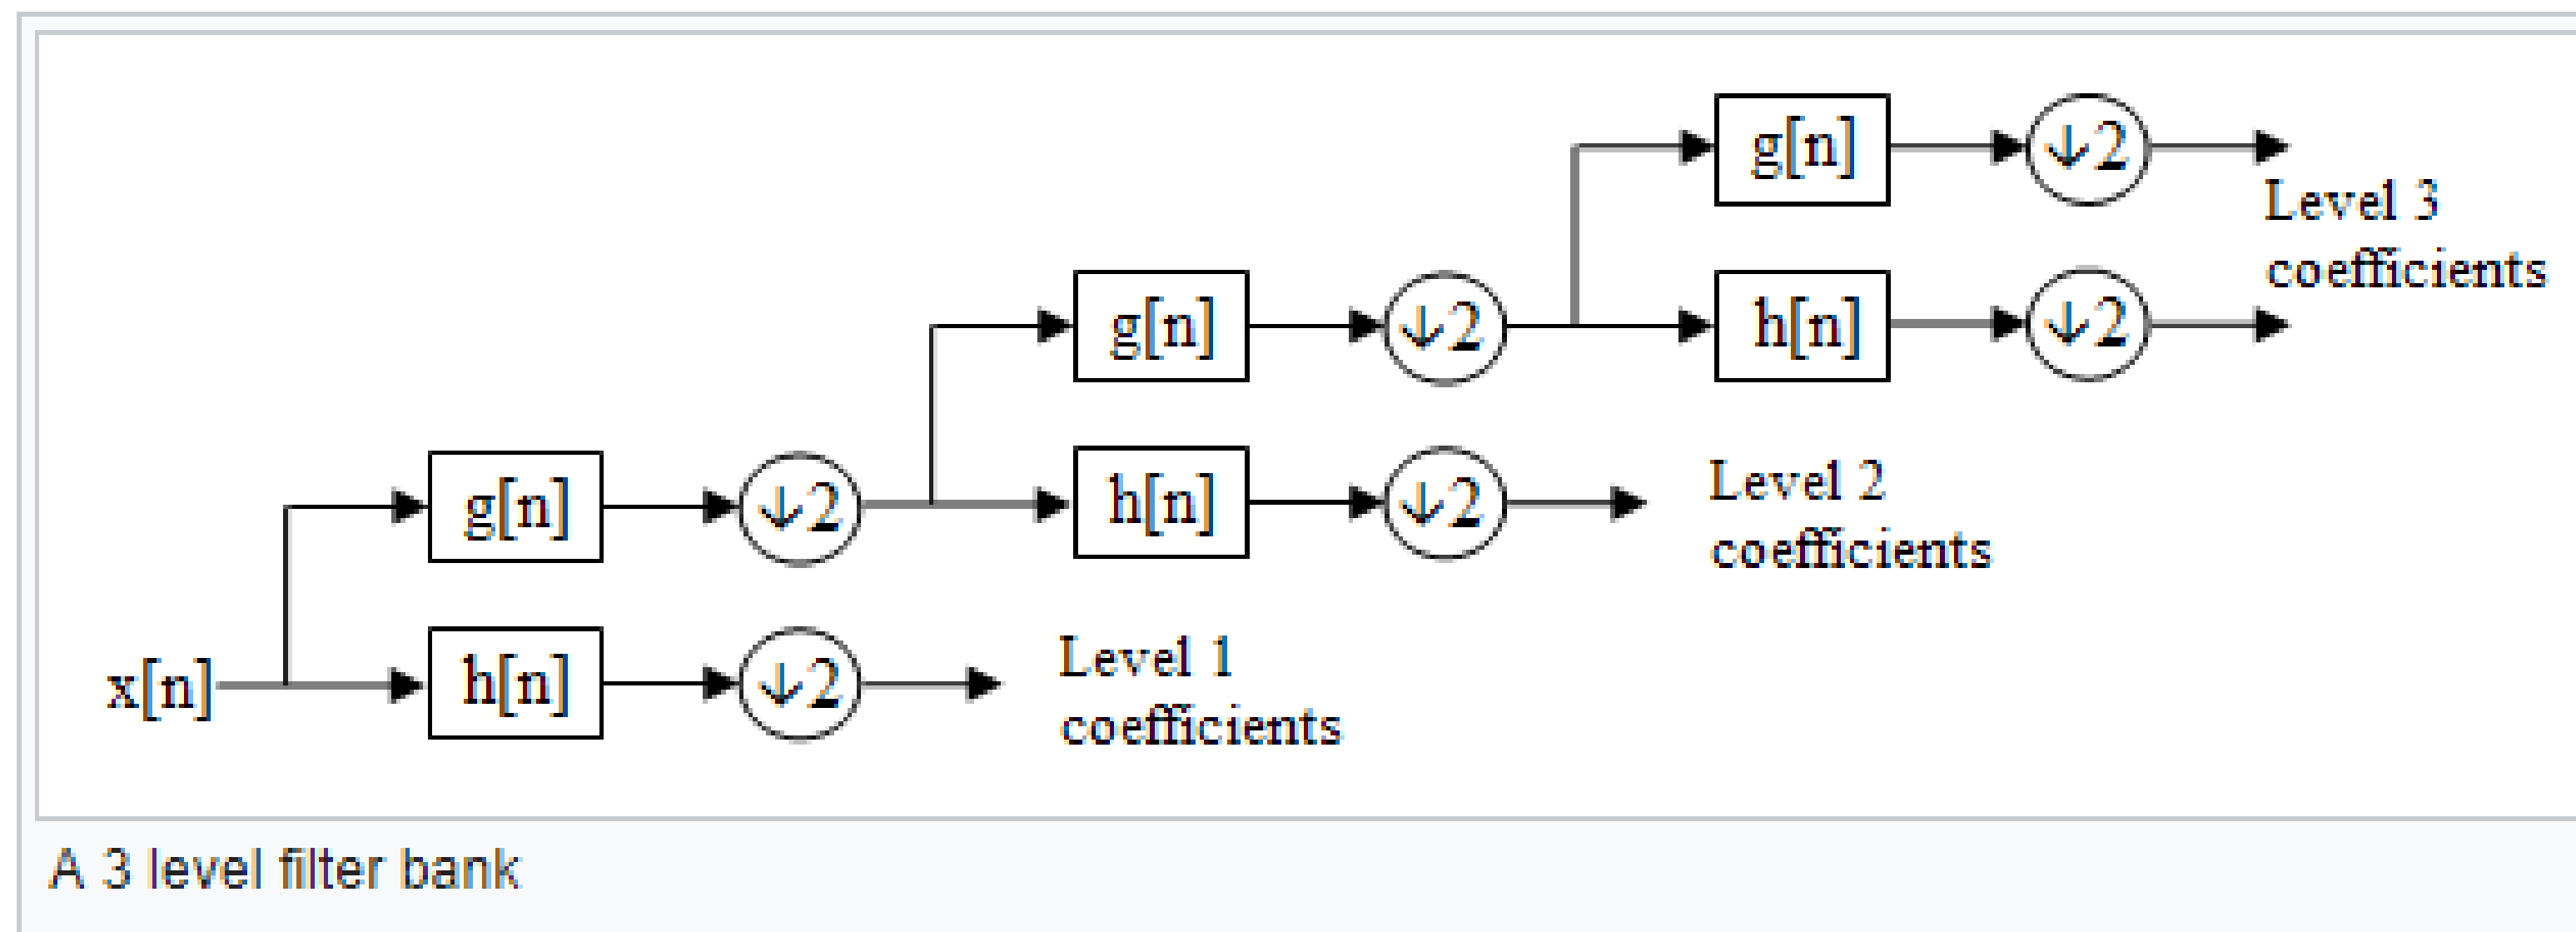 g[n]
↓2
Level 3
coefficients
g[n]
↓2
h[n]
↓2
g[n]
↓2
h[n]
↓2
Level 2
coefficients
x[n]
h[n]
↓2
Level 1
coefficients
A 3 level filter bank